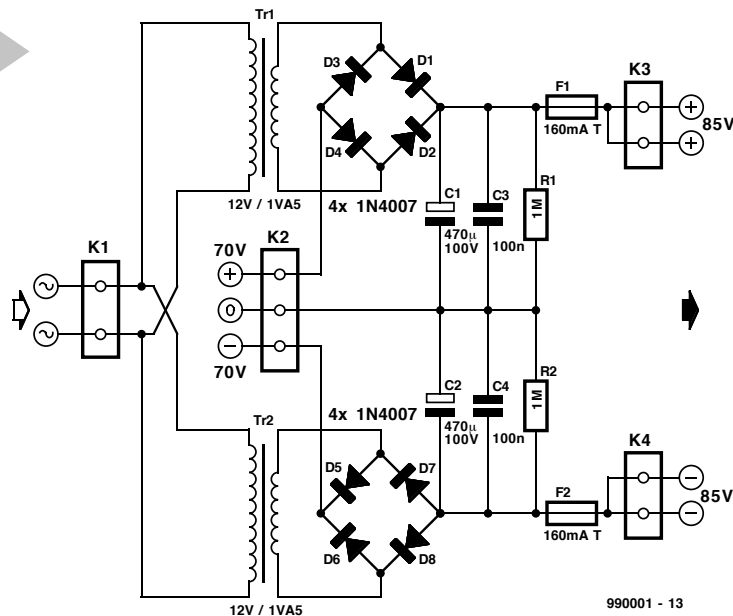 Tr1
D3
D1
D4
D2
12V / 1VA5
4x 1N4007
F1
160mA T
K3
+
+
85V
C1
470µ
100V
C3
100n
R1
1M
K1
~
~
K2
70V
+
0
−
70V
C2
470µ
100V
C4
100n
R2
1M
Tr2
4x 1N4007
D5
D7
D6
D8
12V / 1VA5
F2
160mA T
K4
−
−
85V
990001 - 13